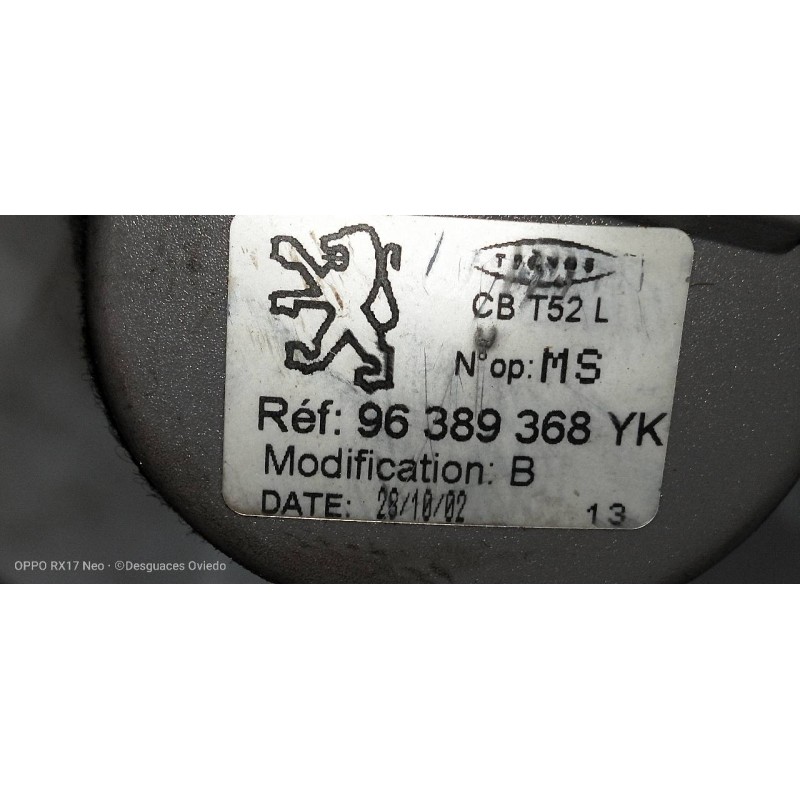 CB T52 L
N°op: MS
Réf: 96 389 368 YK
Modification: B
DATE: 28/10/02 13
OPPO RX17 Neo · ©Desguaces Oviedo